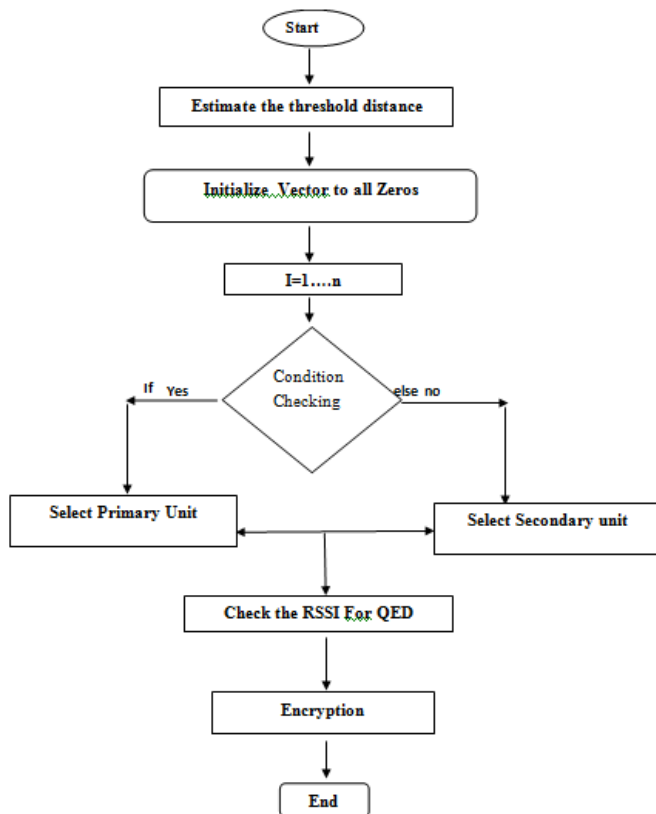 Start
Estimate the threshold distance
Initialize Vector to all Zeros
I=1....n
Condition
Checking
If Yes
else no
Select Primary Unit
Select Secondary unit
Check the RSSI For QED
Encryption
End